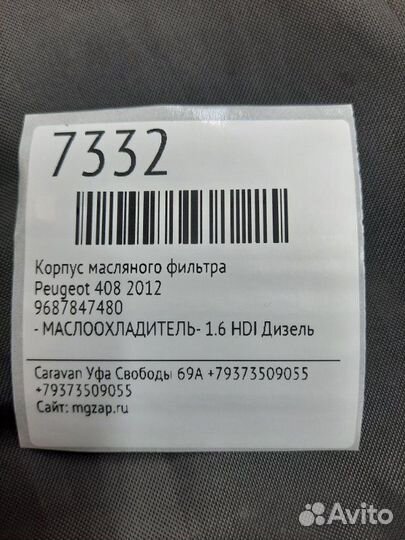 7332
Корпус масляного фильтра
Peugeot 408 2012
9687847480
- МАСЛООХЛАДИТЕЛЬ- 1.6 HDI Дизель
Caravan Уфа Свободы 69А +79373509055
+79373509055
Сайт: mgzap.ru
Avito